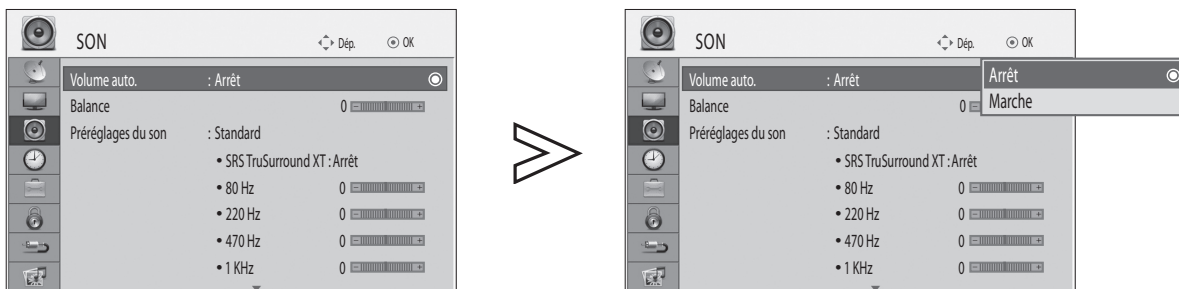 SON Dép. OK
Volume auto. : Arrêt
Balance 0
Préréglages du son : Standard
• SRS TruSurround XT : Arrêt
• 80 Hz 0
• 220 Hz 0
• 470 Hz 0
• 1 KHz 0
SON Dép. OK
Volume auto. : Arrêt
Balance 0
Préréglages du son : Standard
• SRS TruSurround XT : Arrêt
• 80 Hz 0
• 220 Hz 0
• 470 Hz 0
• 1 KHz 0
Arrêt
Marche